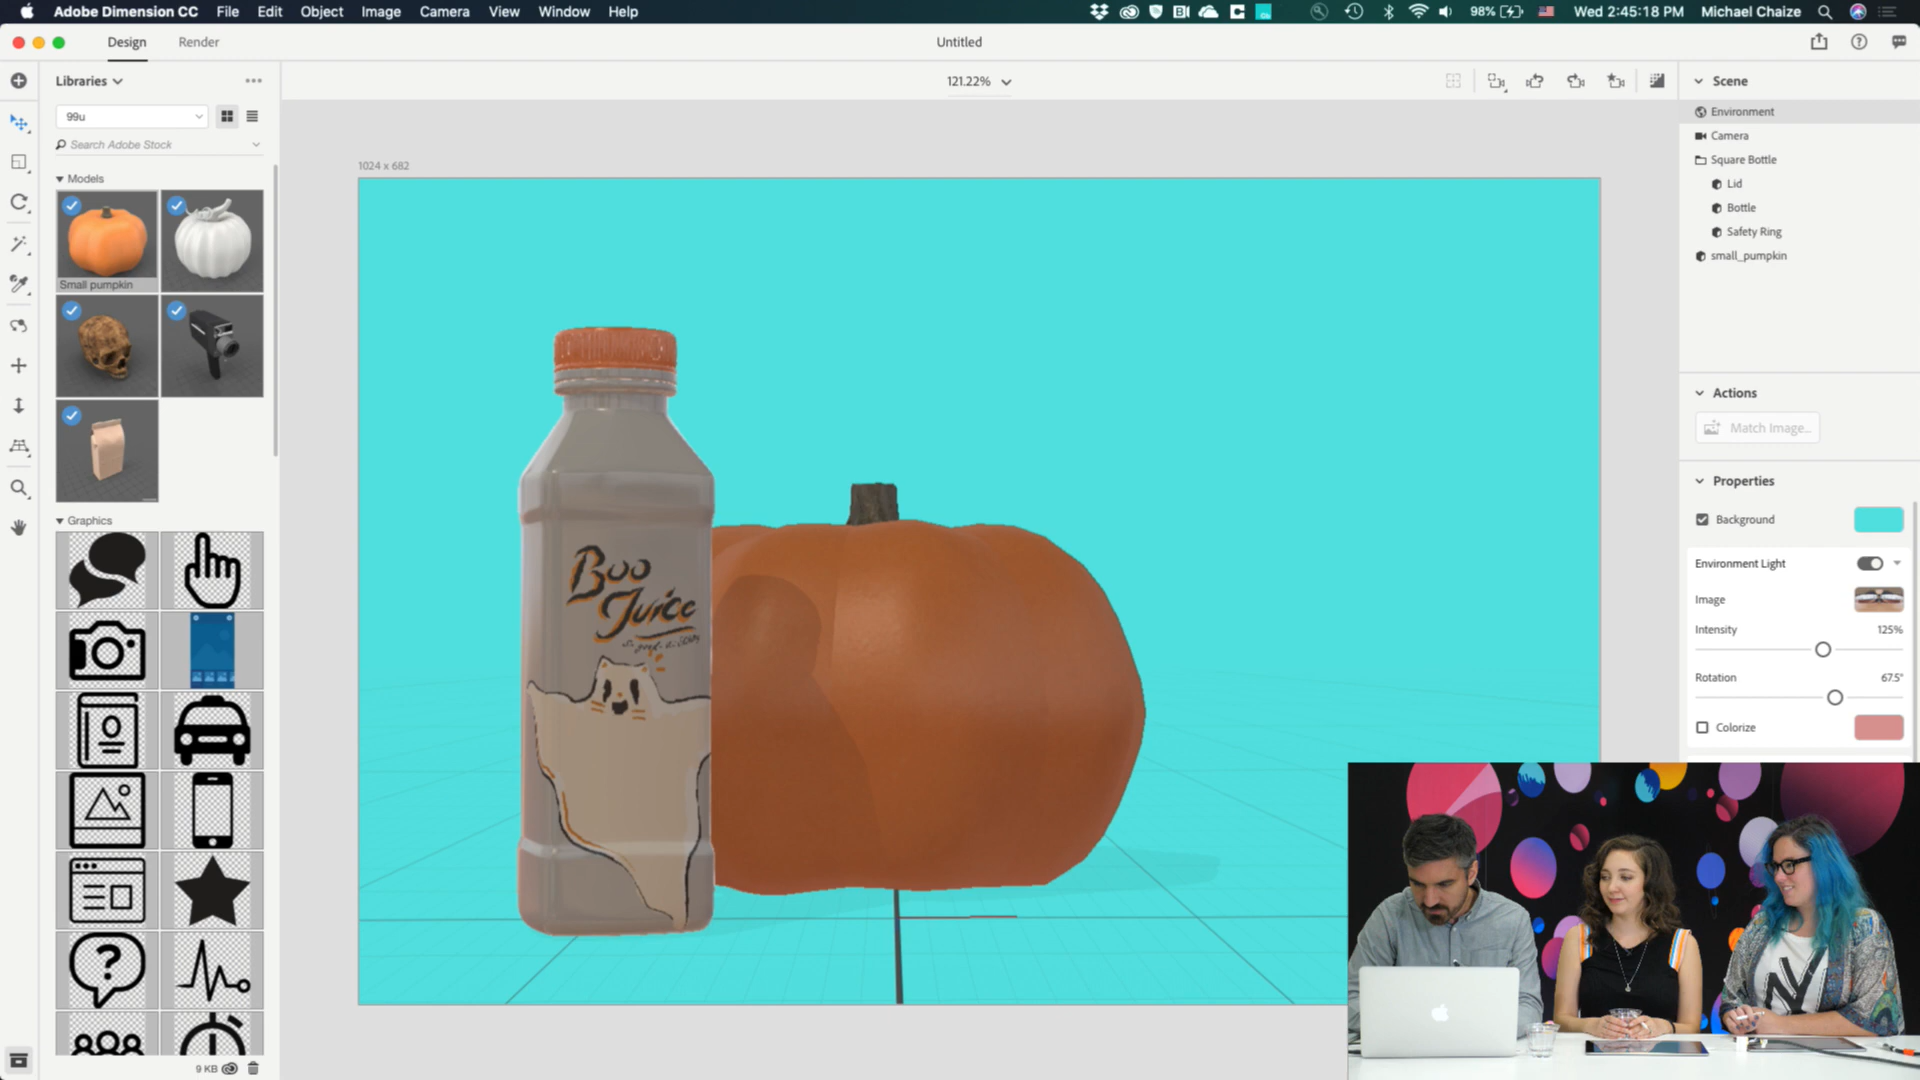 Adobe Dimension CC File Edit Object Image Camera View Window Help 98% Wed 2:45:18 PM Michael Chaize
Design Render Untitled
Libraries
121.22%
Scene
99u
Search Adobe Stock
Models
Small pumpkin
Graphics
9 KB
1024 x 682
Boo
Juice
Environment
Camera
Square Bottle
Lid
Bottle
Safety Ring
small_pumpkin
Actions
Match Image...
Properties
Background
Environment Light
Image
Intensity 125%
Rotation 67.5°
Colorize